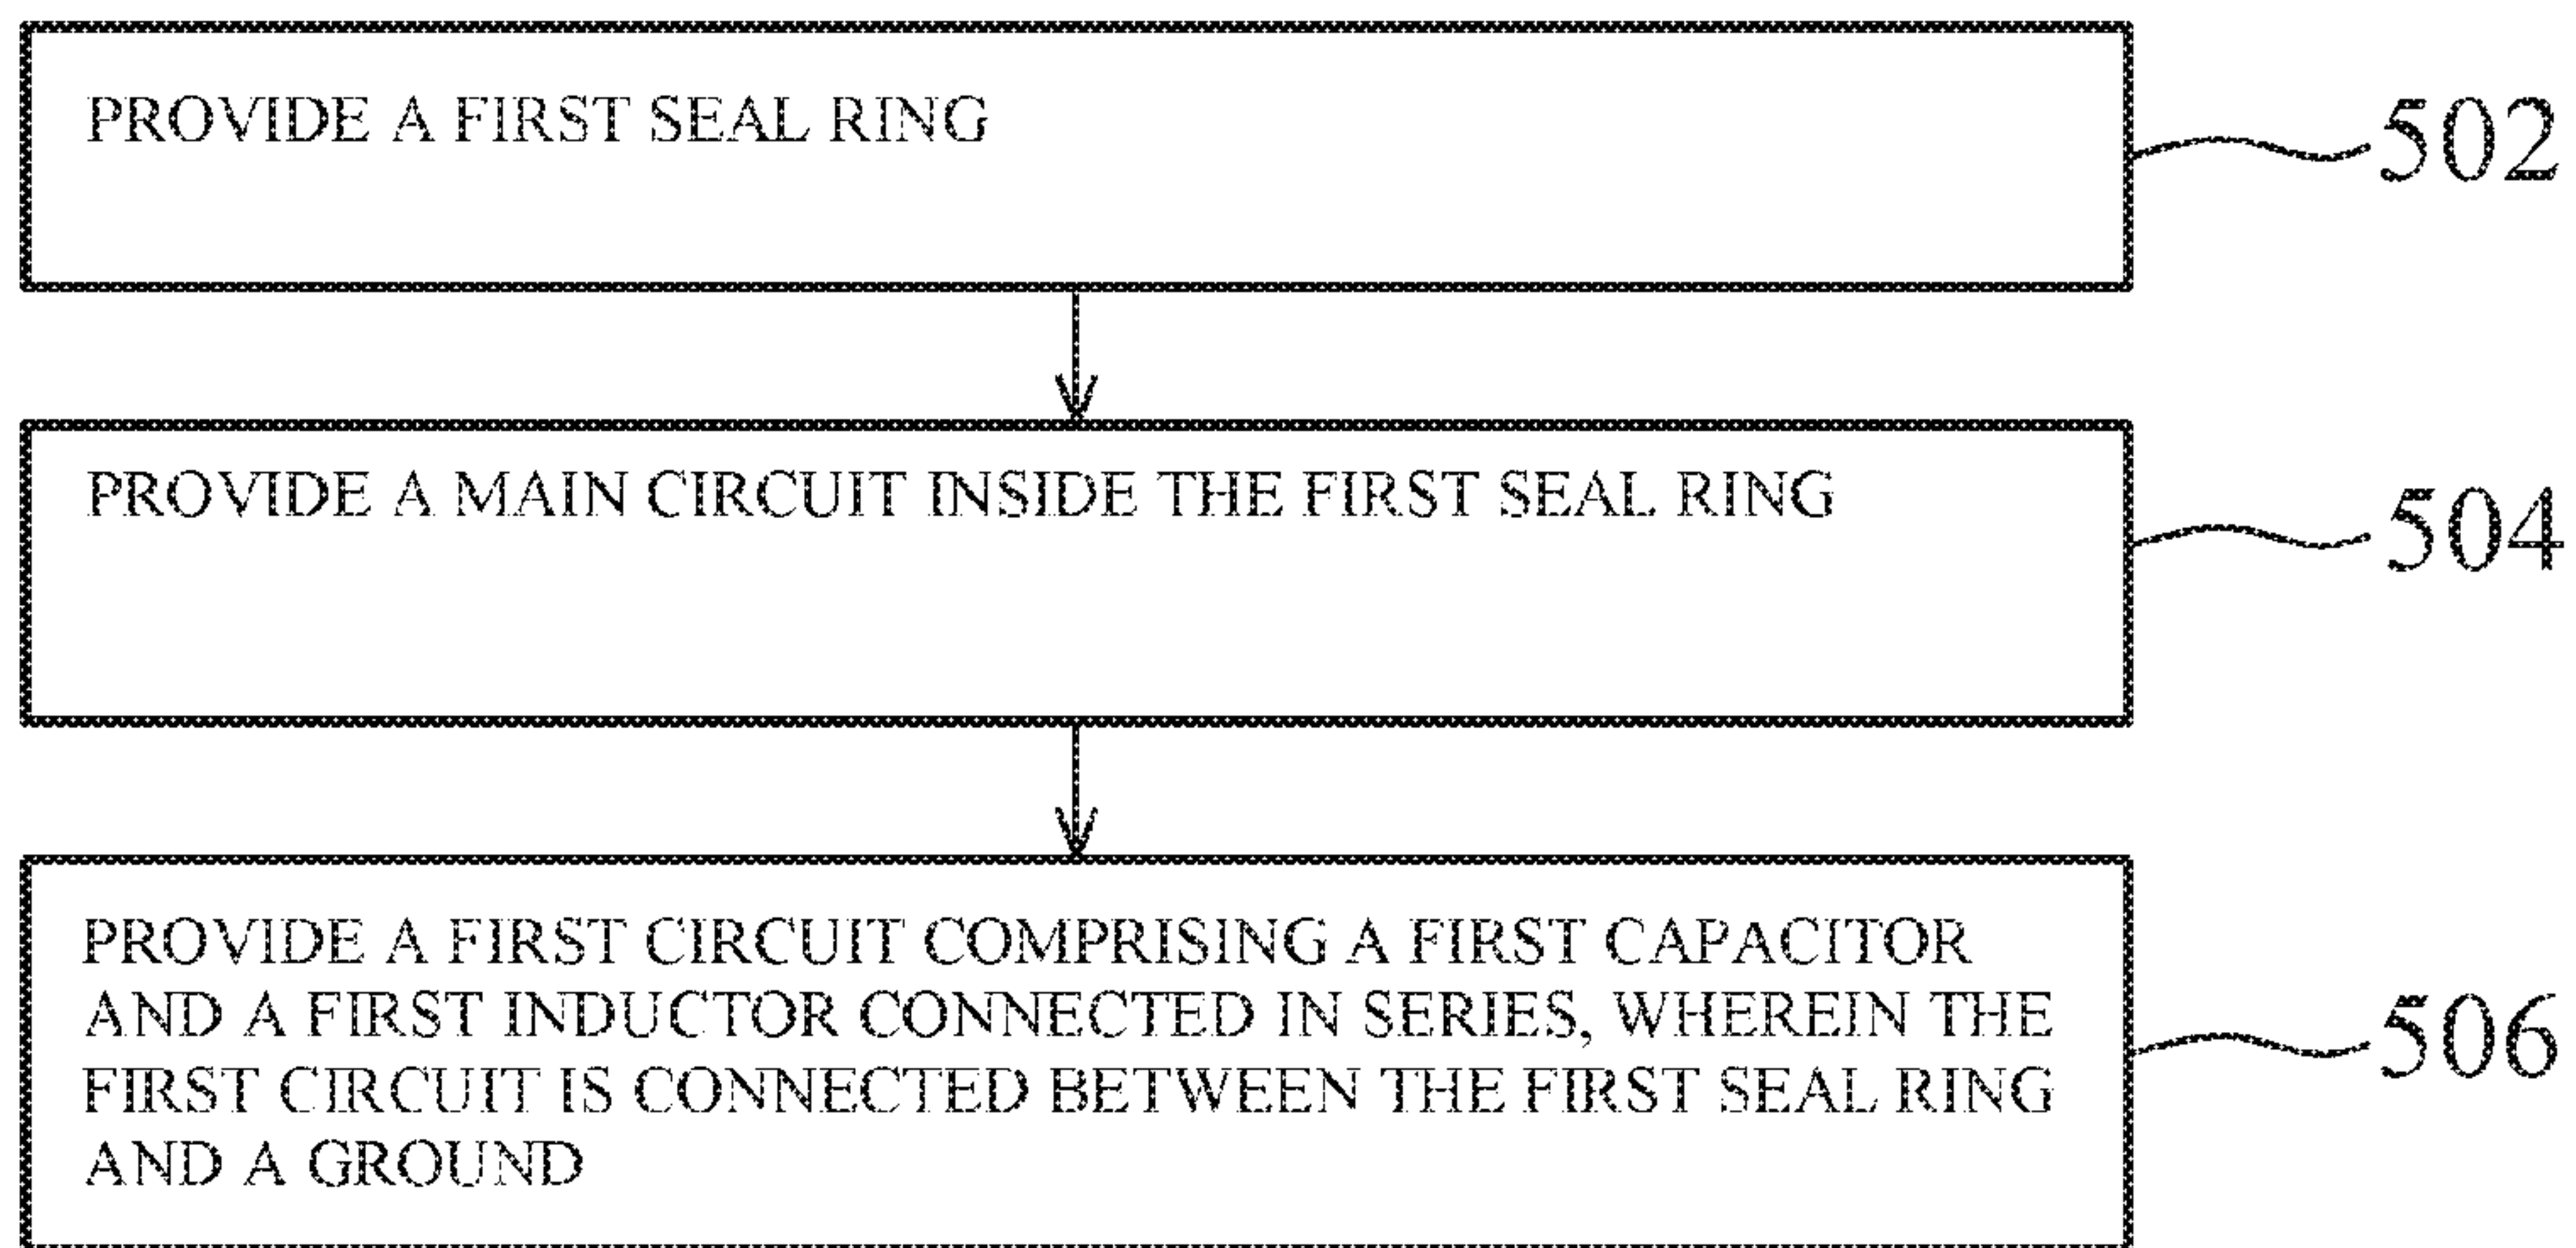 PROVIDE A FIRST SEAL RING
502
PROVIDE A MAIN CIRCUIT INSIDE THE FIRST SEAL RING
504
PROVIDE A FIRST CIRCUIT COMPRISING A FIRST CAPACITOR
AND A FIRST INDUCTOR CONNECTED IN SERIES, WHEREIN THE
FIRST CIRCUIT IS CONNECTED BETWEEN THE FIRST SEAL RING
AND A GROUND
506